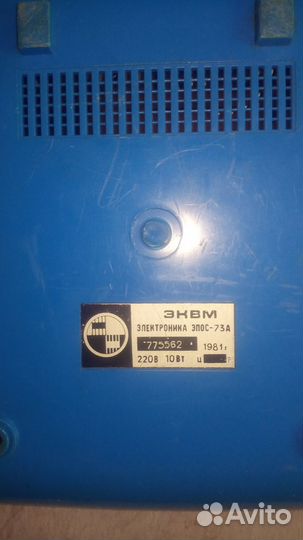 ЭКВМ
ЭЛЕКТРОНИКА ЭПОС-73А
775562 1981г
220В 10Вт Ц
Avito